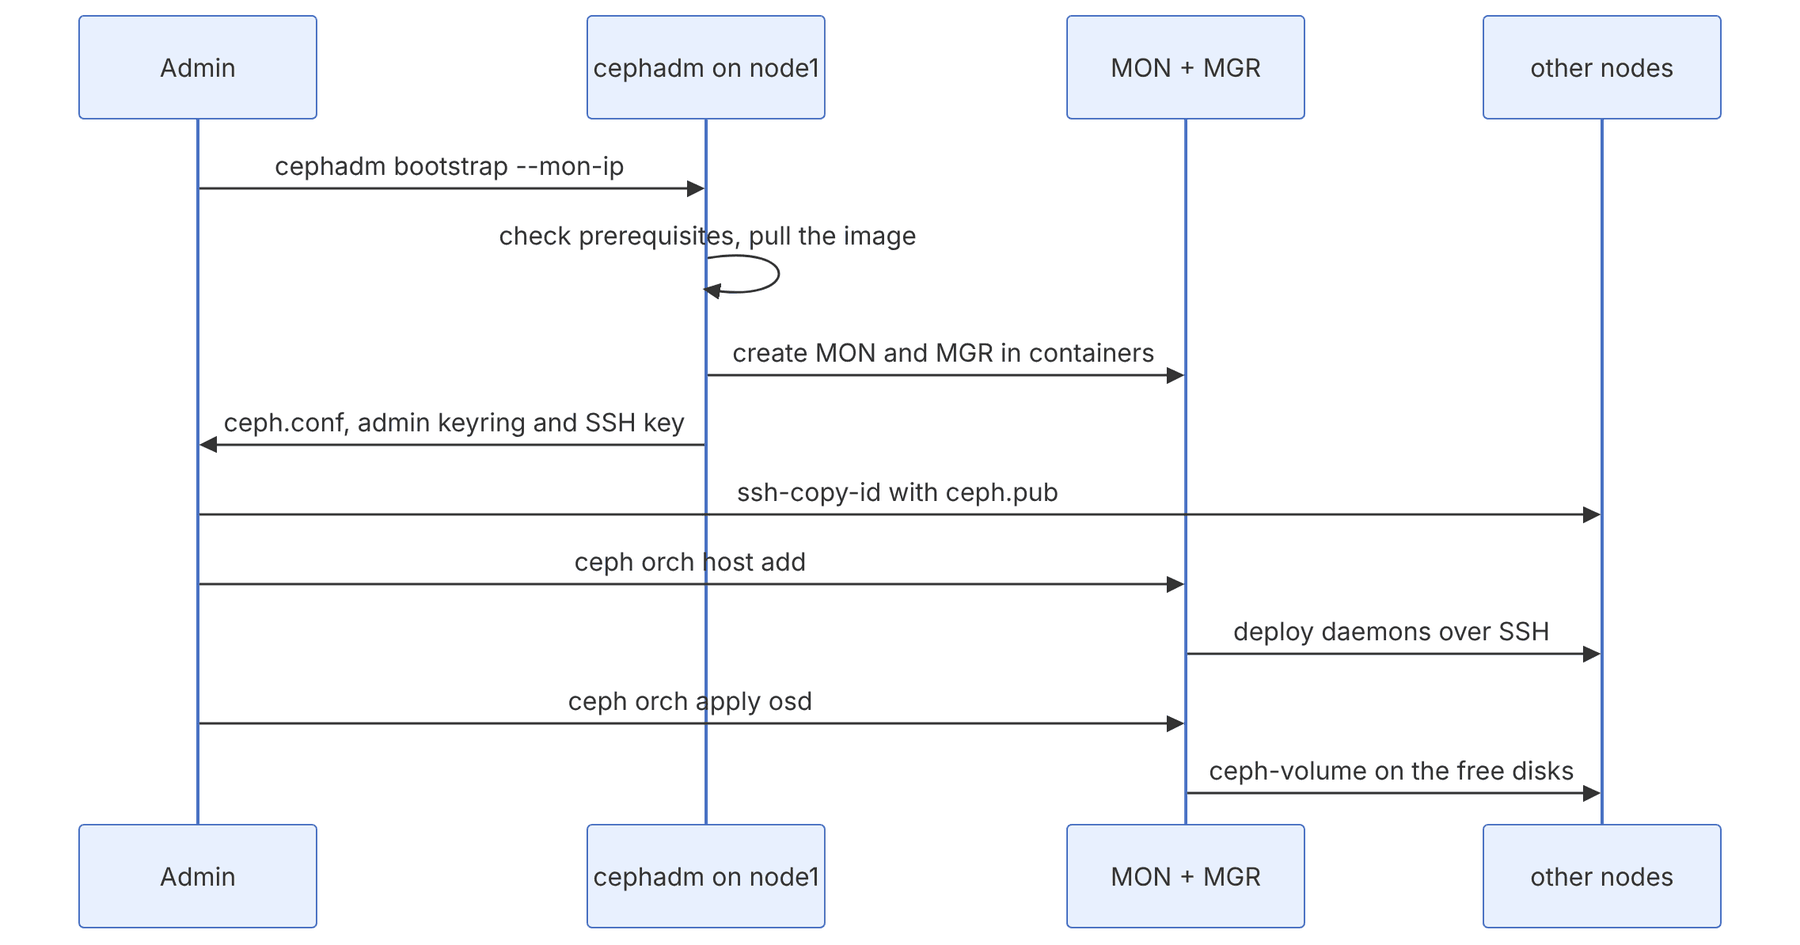 Admin
cephadm on node1
MON + MGR
other nodes
cephadm bootstrap --mon-ip
check prerequisites, pull the image
create MON and MGR in containers
ceph.conf, admin keyring and SSH key
ssh-copy-id with ceph.pub
ceph orch host add
deploy daemons over SSH
ceph orch apply osd
ceph-volume on the free disks
Admin
cephadm on node1
MON + MGR
other nodes